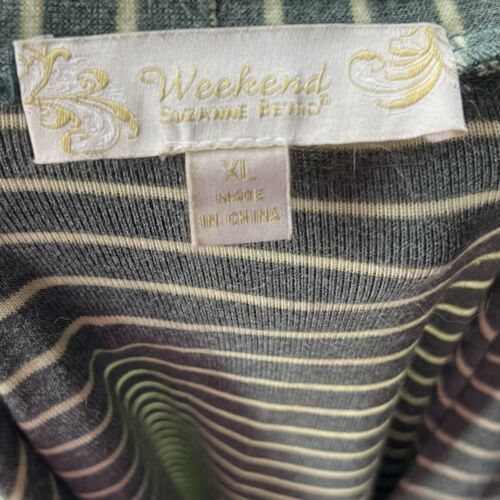 Weekend
SUZANNE BETRO®
XL
MADE
IN CHINA